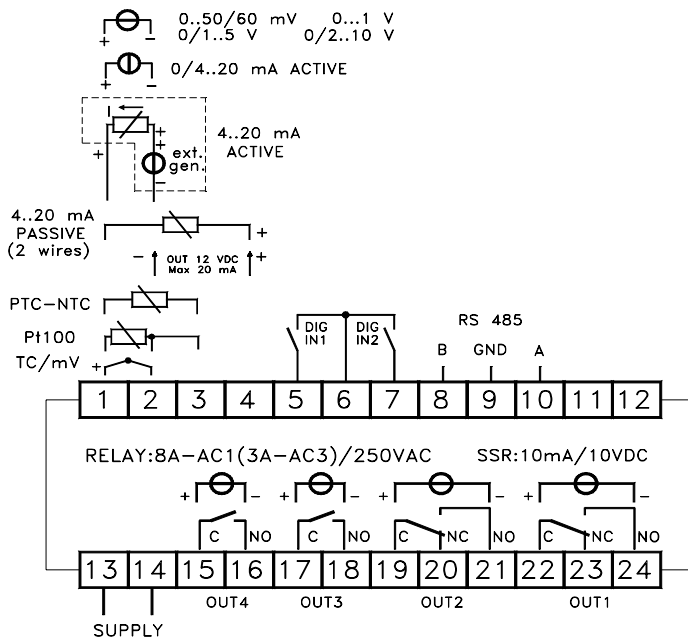 0..50/60 mV 0...1 V
0/1..5 V 0/2..10 V
+ −
0/4..20 mA ACTIVE
+ −
I
4..20 mA
ACTIVE
+
+
+
ext.
gen.
−
4..20 mA
PASSIVE
(2 wires)
+
− OUT 12 VDC +
Max 20 mA
PTC−NTC
Pt100
TC/mV +
DIG
IN1
DIG
IN2
RS 485
B GND A
1 2 3 4 5 6 7 8 9 10 11 12
RELAY:8A−AC1(3A−AC3)/250VAC SSR:10mA/10VDC
+ − + − + − + −
C NO C NO C NC NO C NC NO
13 14 15 16 17 18 19 20 21 22 23 24
OUT4 OUT3 OUT2 OUT1
SUPPLY